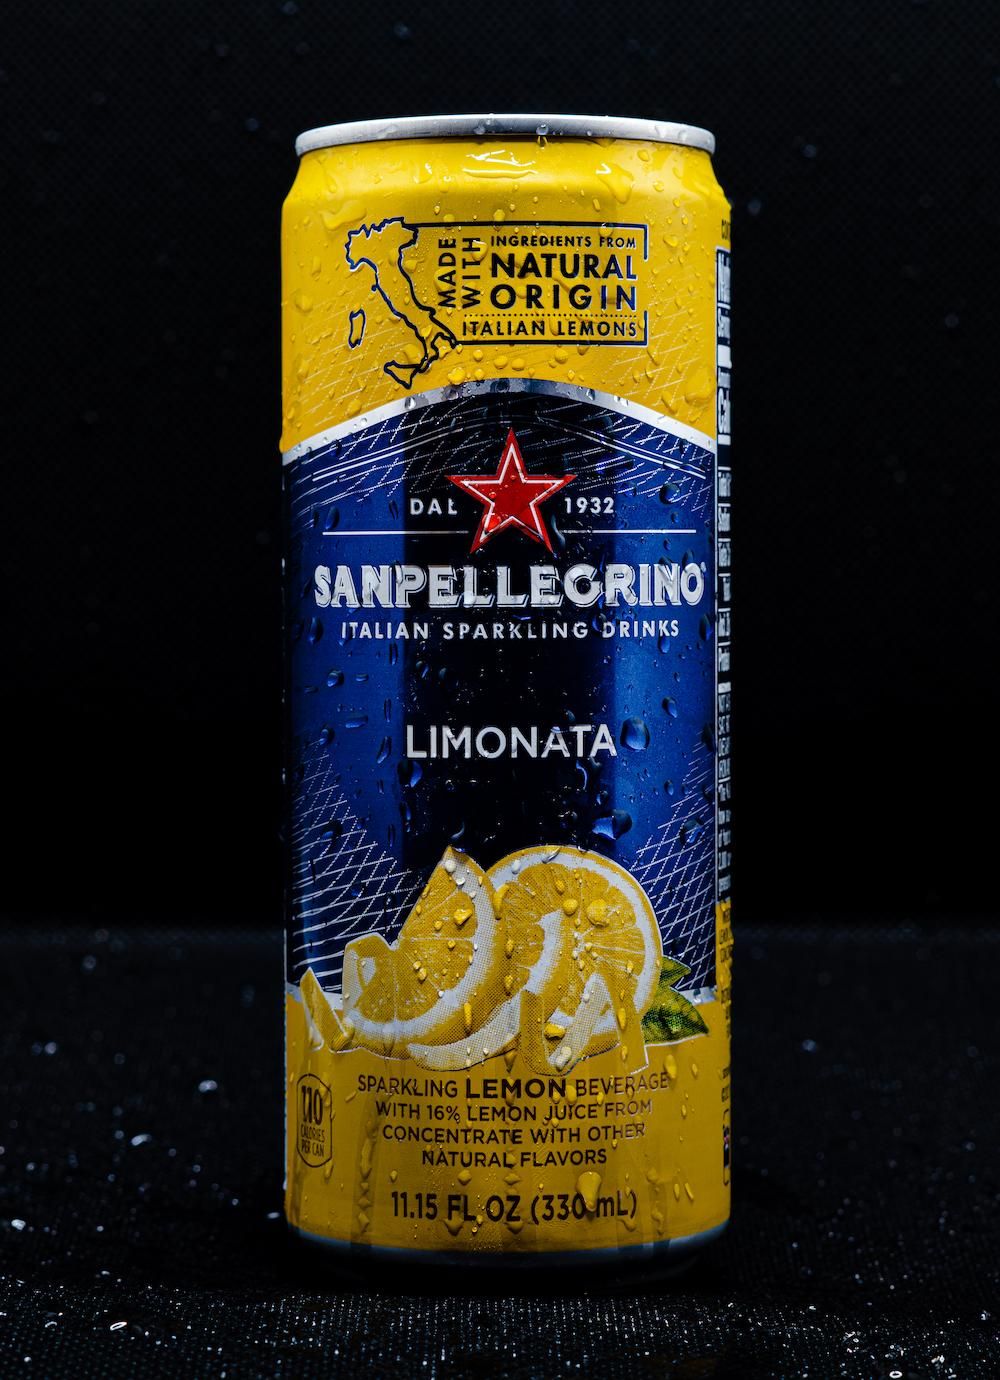 MADE WITH
INGREDIENTS FROM
NATURAL
ORIGIN
ITALIAN LEMONS
DAL 1932
SANPELLEGRINO®
ITALIAN SPARKLING DRINKS
LIMONATA
SPARKLING LEMON BEVERAGE
WITH 16% LEMON JUICE FROM
CONCENTRATE WITH OTHER
NATURAL FLAVORS
110
CALORIES
PER CAN
11.15 FL OZ (330 mL)